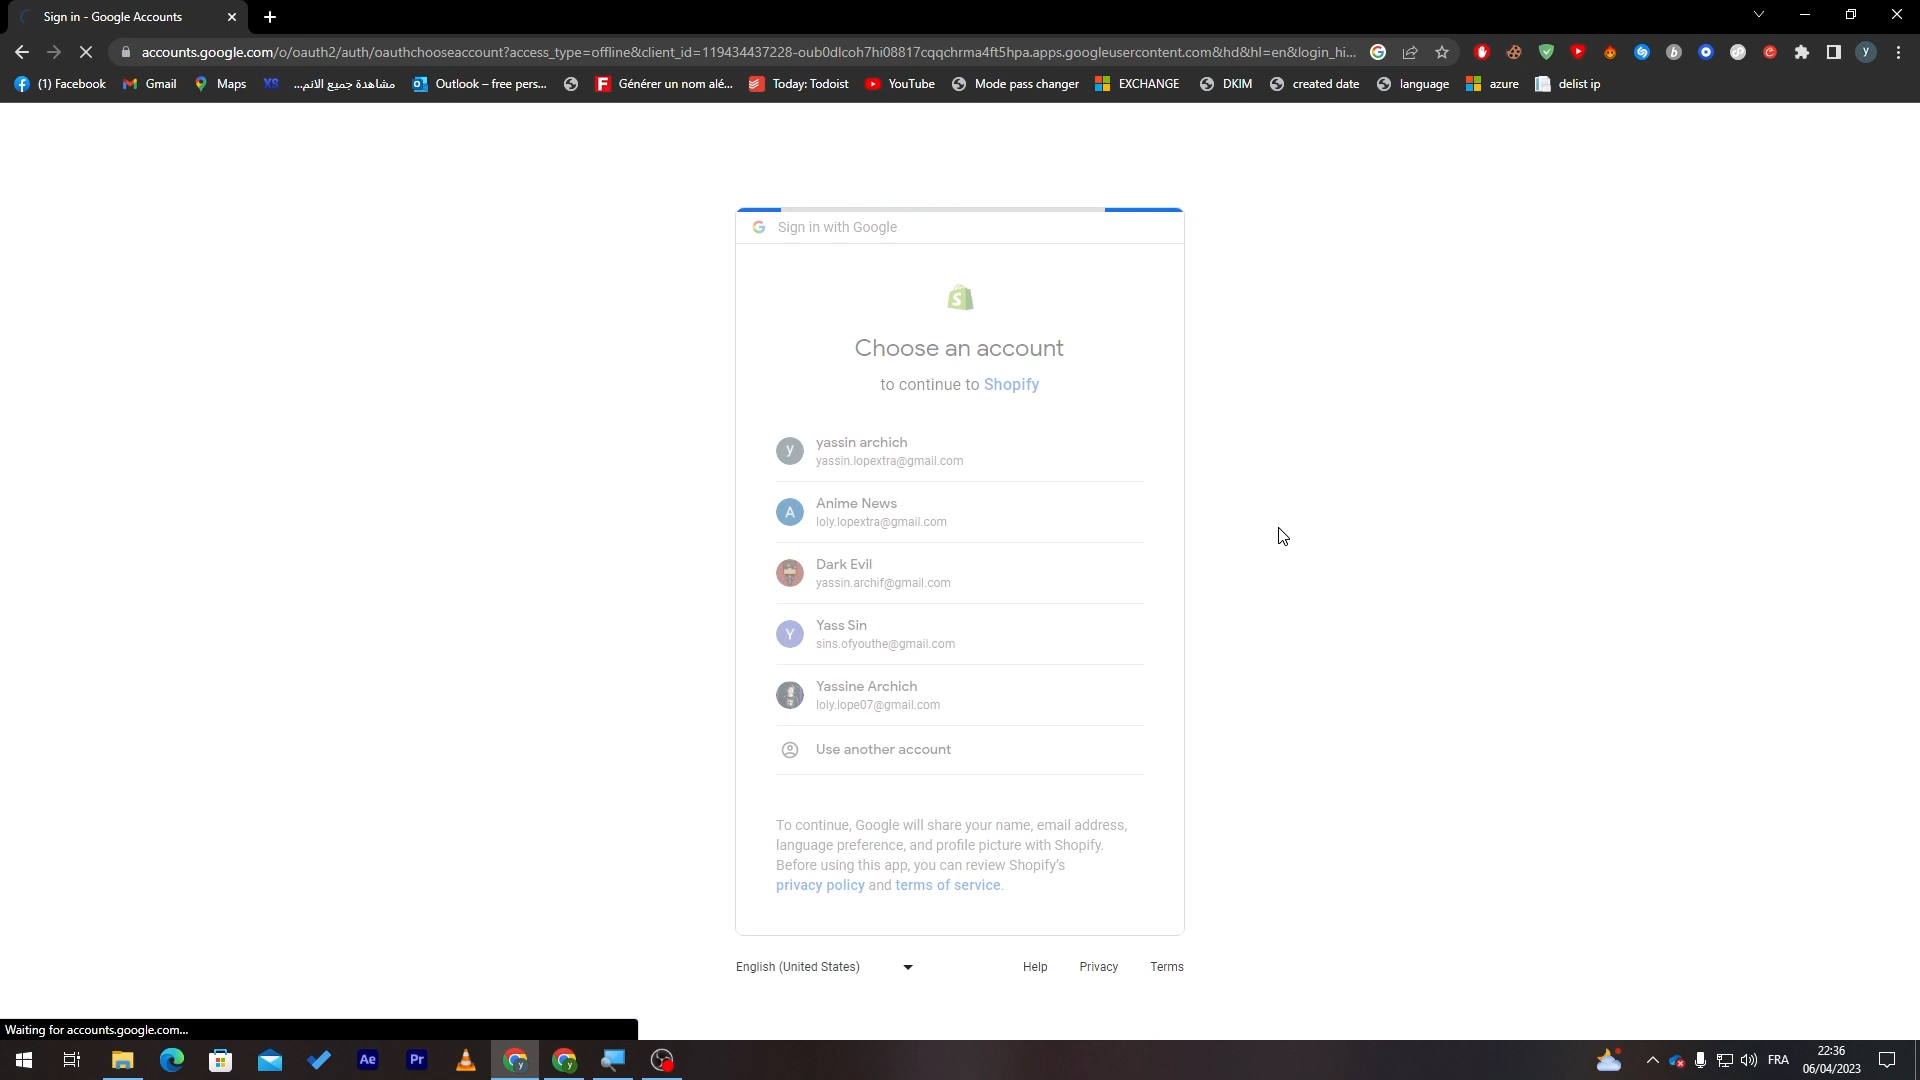 Sign in - Google Accounts
accounts.google.com/o/oauth2/auth/oauthchooseaccount?access_type=offline&client_id=119434437228-oub0dlcoh7hi08817cqqchrma4ft5hpa.apps.googleusercontent.com&hd&hl=en&login_hi...
(1) Facebook Gmail Maps XS مشاهدة جميع الانم... Outlook – free pers... Générer un nom alé... Today: Todoist YouTube Mode pass changer EXCHANGE DKIM created date language azure delist ip
Sign in with Google
Choose an account
to continue to Shopify
y yassin archich
yassin.lopextra@gmail.com
A Anime News
loly.lopextra@gmail.com
Dark Evil
yassin.archif@gmail.com
Y Yass Sin
sins.ofyouthe@gmail.com
Yassine Archich
loly.lope07@gmail.com
Use another account
To continue, Google will share your name, email address,
language preference, and profile picture with Shopify.
Before using this app, you can review Shopify's
privacy policy and terms of service.
English (United States) Help Privacy Terms
Waiting for accounts.google.com...
Ae Pr FRA 22:36
06/04/2023